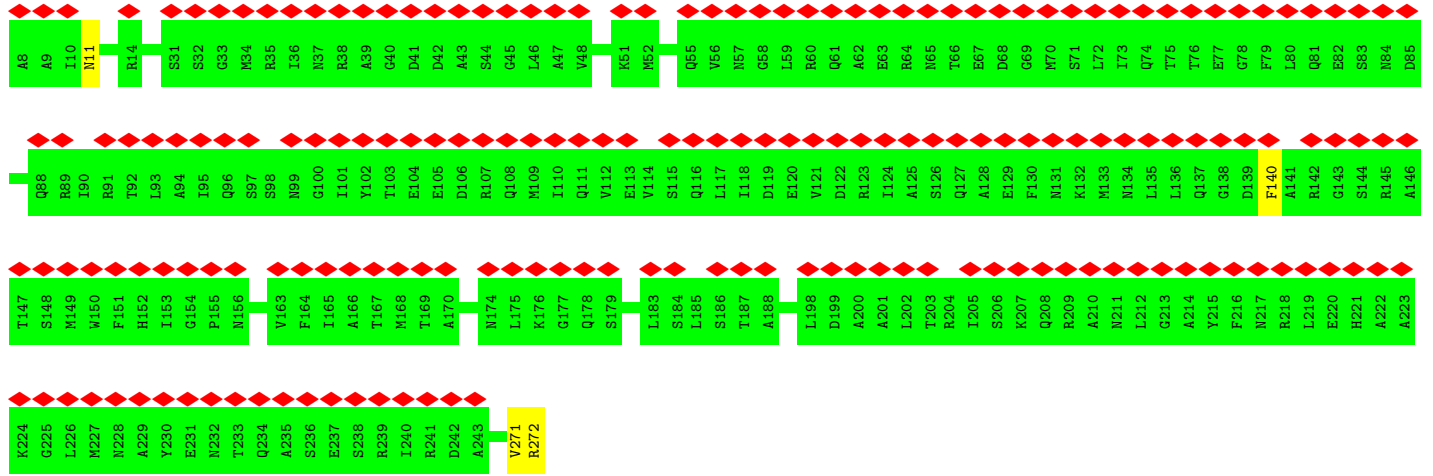 A8 A9 I10 N11 R14 S31 S32 G33 M34 R35 I36 N37 R38 A39 G40 D41 D42 A43 S44 G45 L46 A47 V48 K51 M52 Q55 V56 N57 G58 L59 R60 Q61 A62 E63 R64 N65 T66 E67 D68 G69 M70 S71 L72 I73 Q74 T75 T76 E77 G78 F79 L80 Q81 E82 S83 N84 D85
Q88 R89 I90 R91 T92 L93 A94 I95 Q96 S97 S98 N99 G100 I101 Y102 T103 E104 E105 D106 R107 Q108 M109 I110 Q111 V112 E113 V114 S115 Q116 L117 I118 D119 E120 V121 D122 R123 I124 A125 S126 Q127 A128 E129 F130 N131 K132 M133 N134 L135 L136 Q137 G138 D139 F140 A141 R142 G143 S144 R145 A146
T147 S148 M149 W150 F151 H152 I153 G154 P155 N156 V163 F164 I165 A166 T167 M168 T169 A170 N174 L175 K176 G177 Q178 S179 L183 S184 L185 S186 T187 A188 L198 D199 A200 A201 L202 T203 R204 I205 S206 K207 Q208 R209 A210 N211 L212 G213 A214 Y215 F216 N217 R218 L219 E220 H221 A222 A223
K224 G225 L226 M227 N228 A229 Y230 E231 N232 T233 Q234 A235 S236 E237 S238 R239 I240 R241 D242 A243 V271 R272